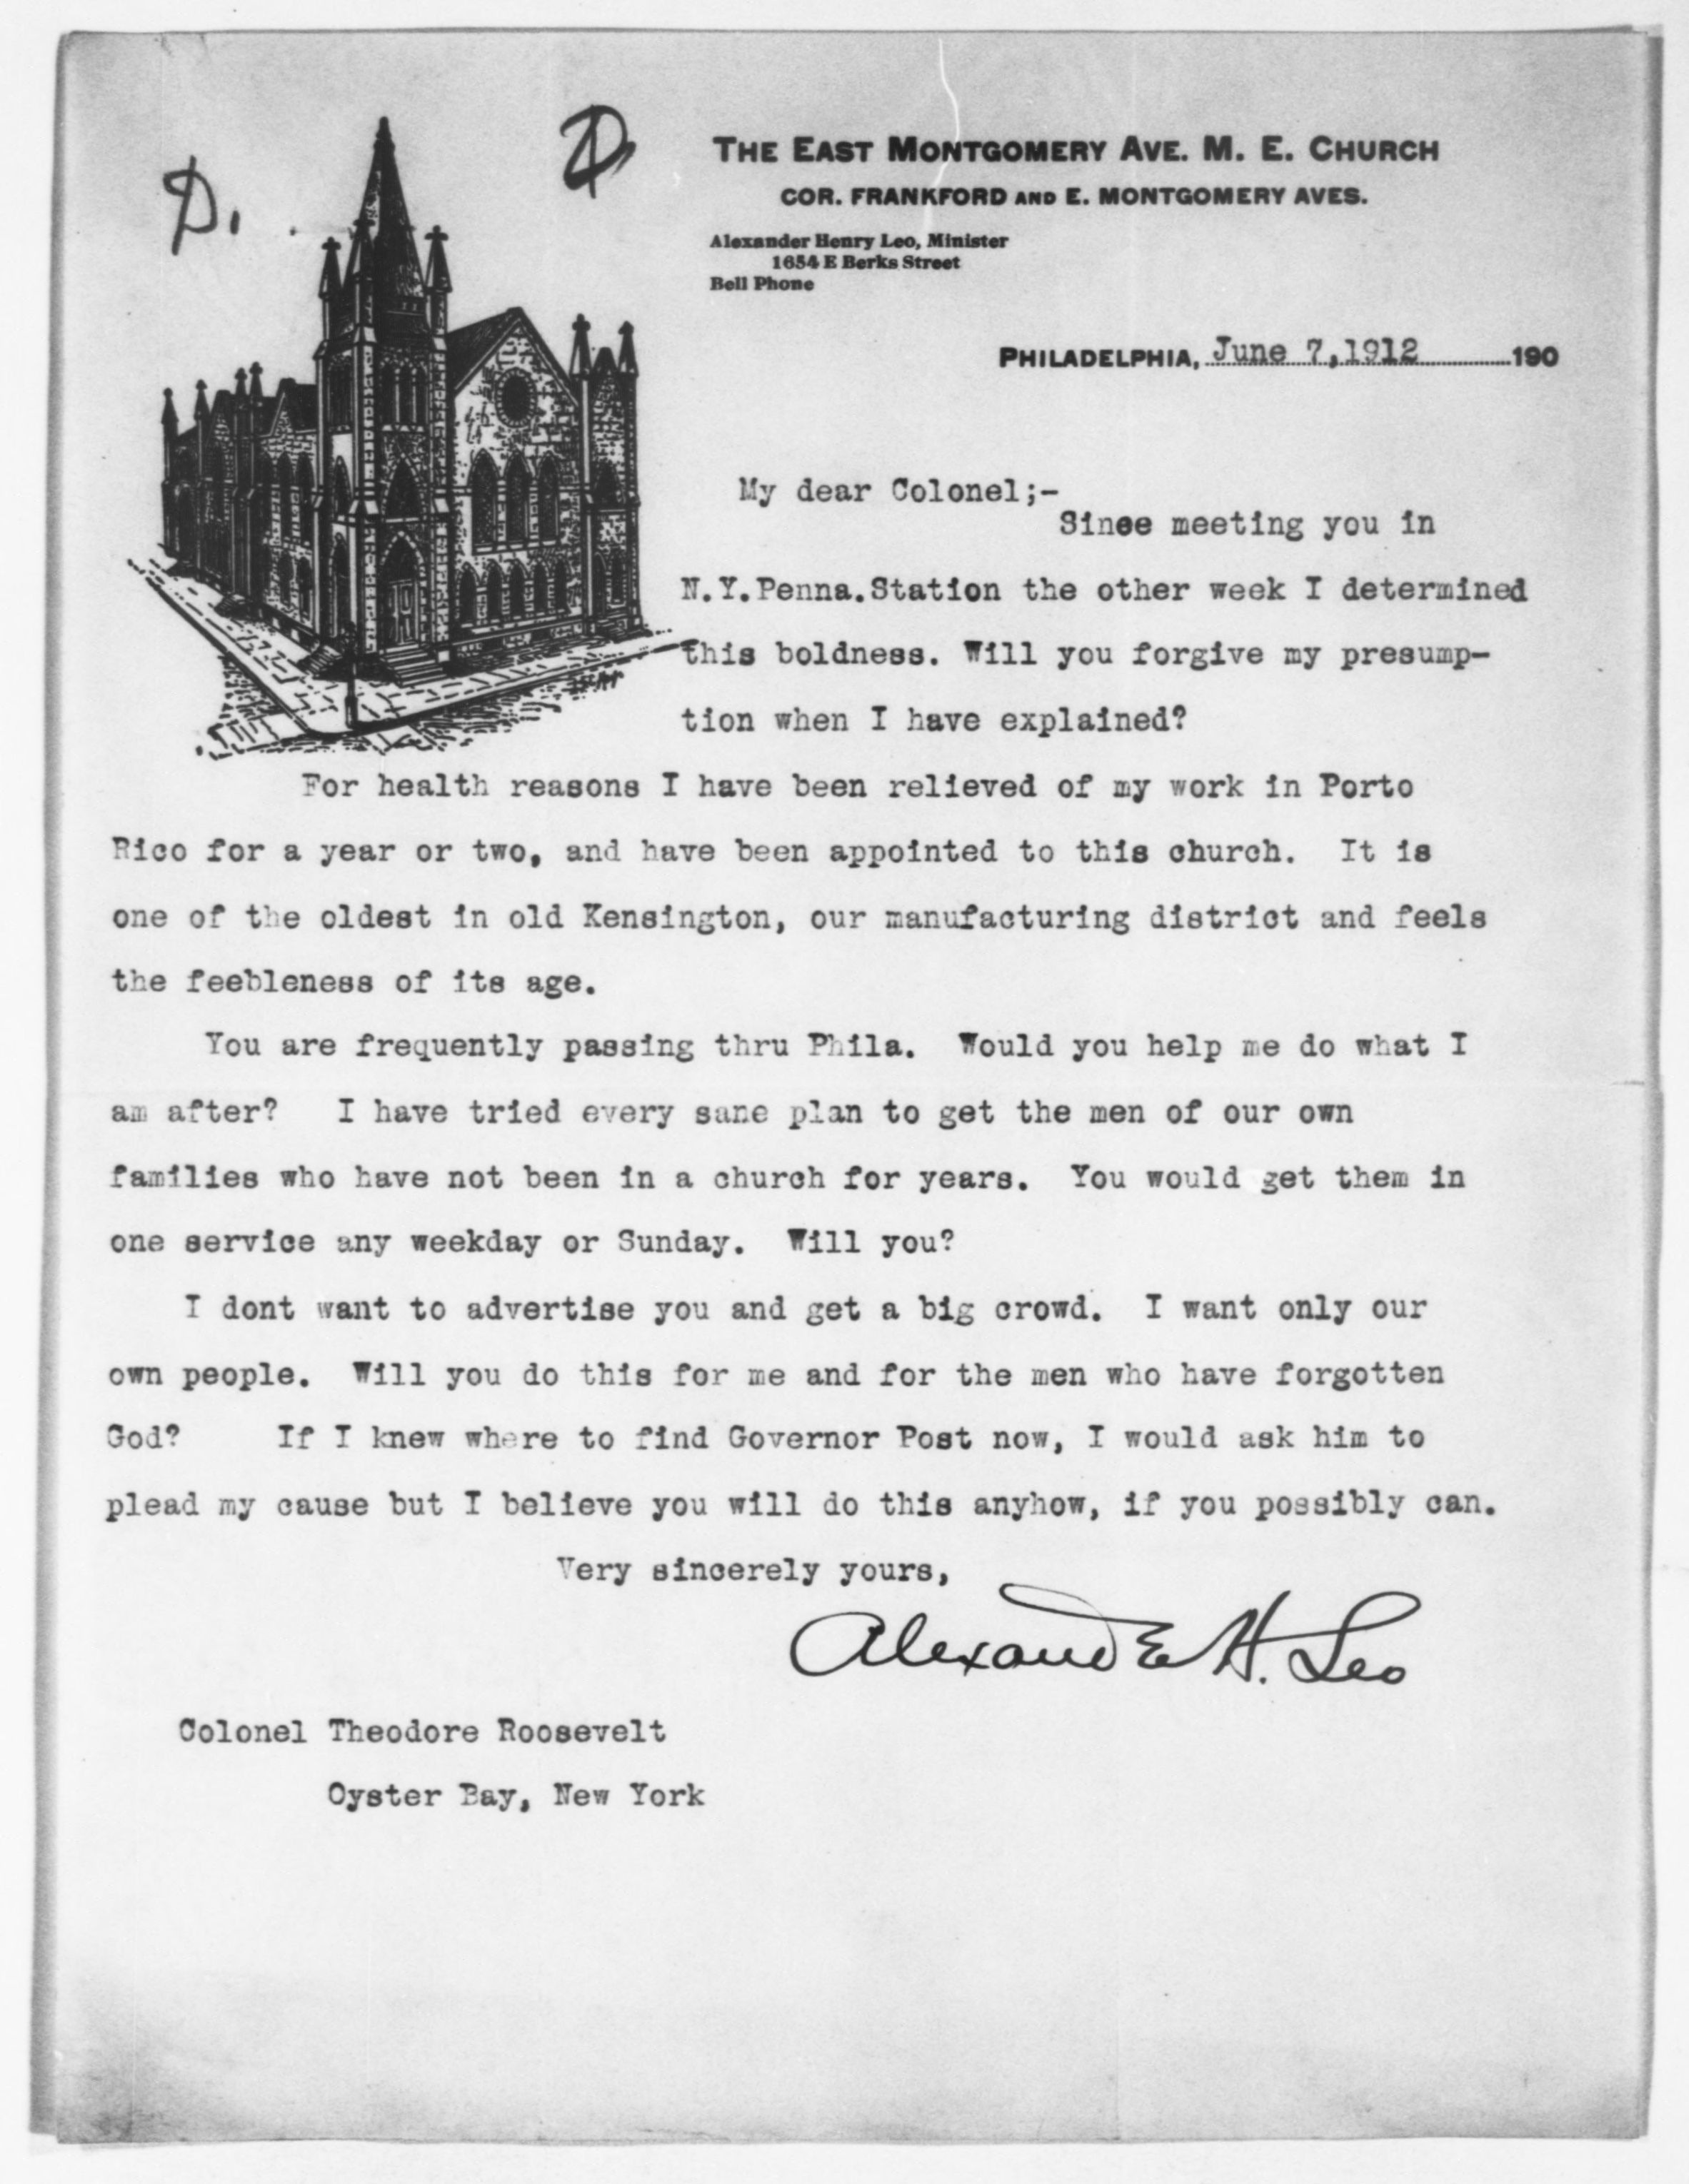 D.
D
THE EAST MONTGOMERY AVE. M. E. CHURCH
COR. FRANKFORD AND E. MONTGOMERY AVES.
Alexander Henry Leo, Minister
1654 E Berks Street
Bell Phone
PHILADELPHIA, June 7, 1912 190
My dear Colonel;-
Since meeting you in
N.Y.Penna.Station the other week I determined
this boldness. Will you forgive my presump-
tion when I have explained?
For health reasons I have been relieved of my work in Porto
Rico for a year or two, and have been appointed to this church. It is
one of the oldest in old Kensington, our manufacturing district and feels
the feebleness of its age.
You are frequently passing thru Phila. Would you help me do what I
am after? I have tried every sane plan to get the men of our own
families who have not been in a church for years. You would get them in
one service any weekday or Sunday. Will you?
I dont want to advertise you and get a big crowd. I want only our
own people. Will you do this for me and for the men who have forgotten
God? If I knew where to find Governor Post now, I would ask him to
plead my cause but I believe you will do this anyhow, if you possibly can.
Very sincerely yours,
Alexander H. Leo
Colonel Theodore Roosevelt
Oyster Bay, New York